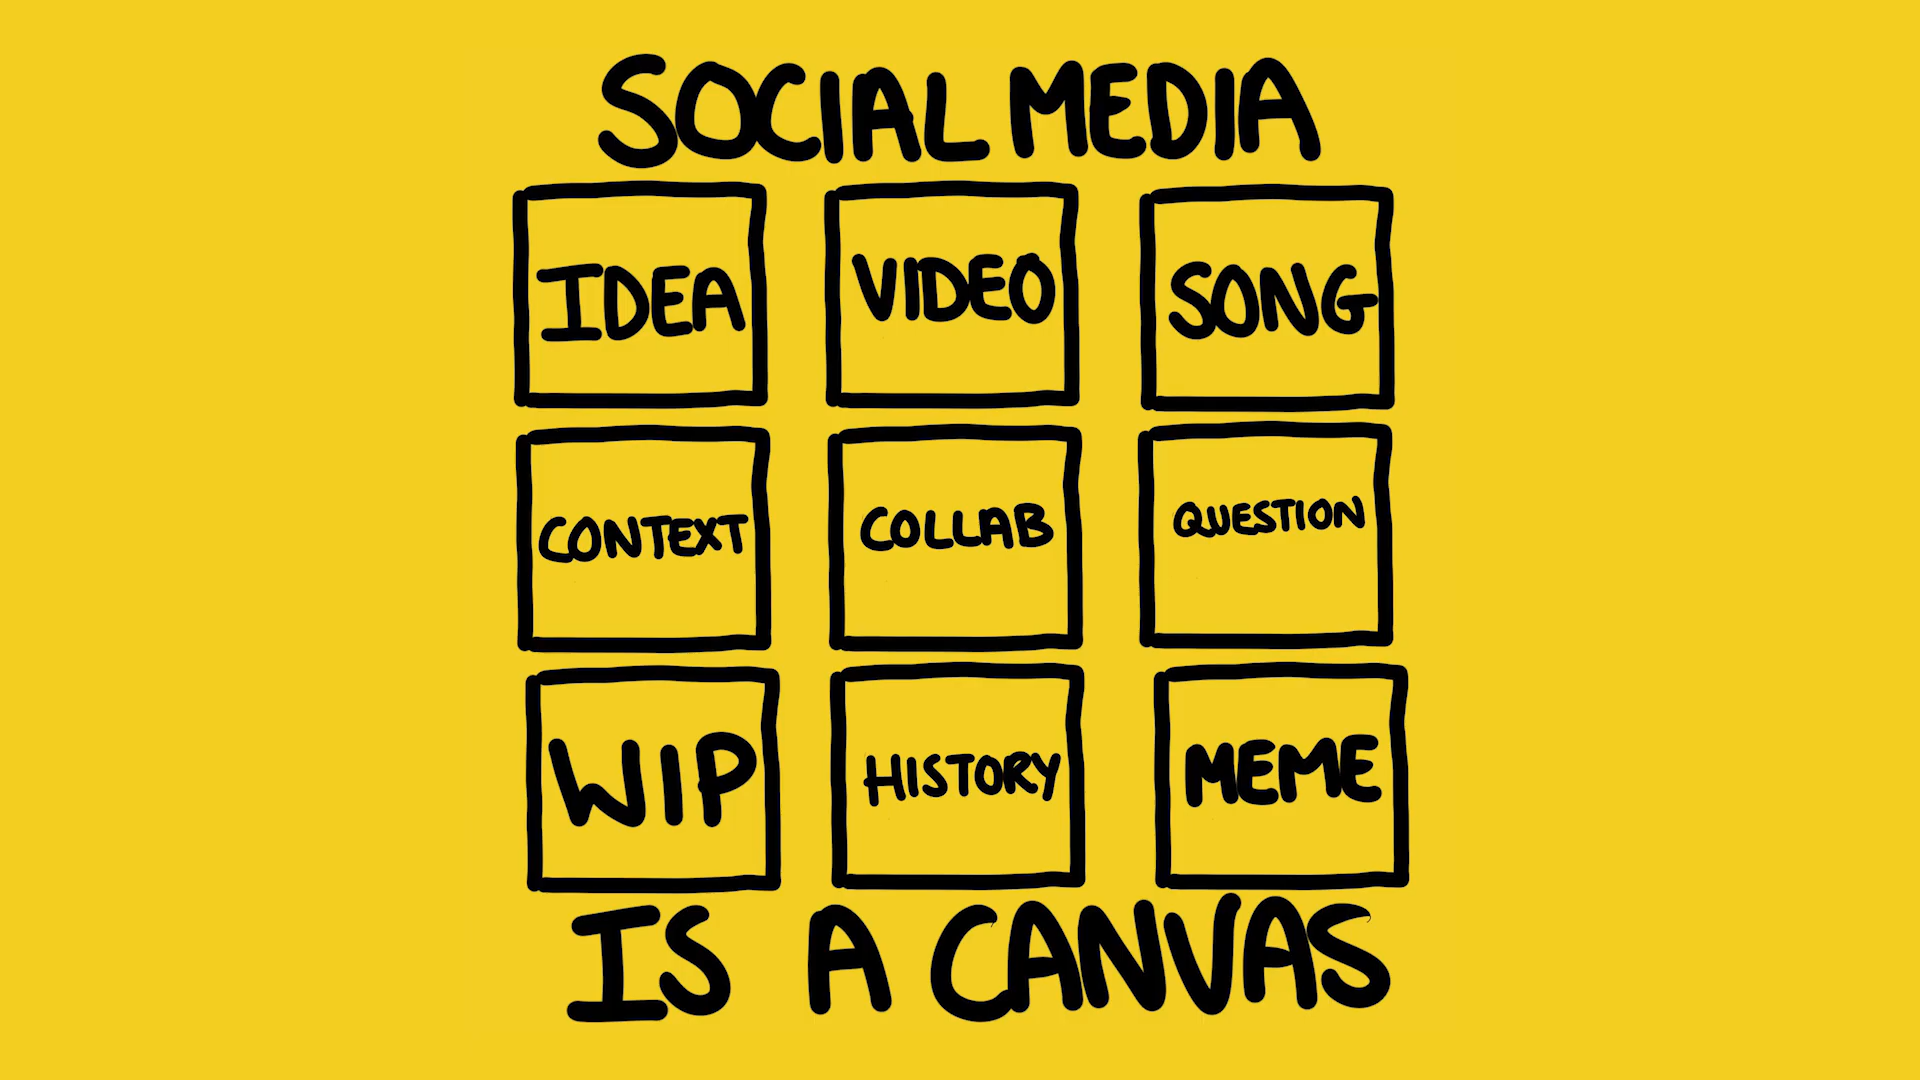 SOCIAL MEDIA
IDEA VIDEO SONG
CONTEXT COLLAB QUESTION
WIP HISTORY MEME
IS A CANVAS